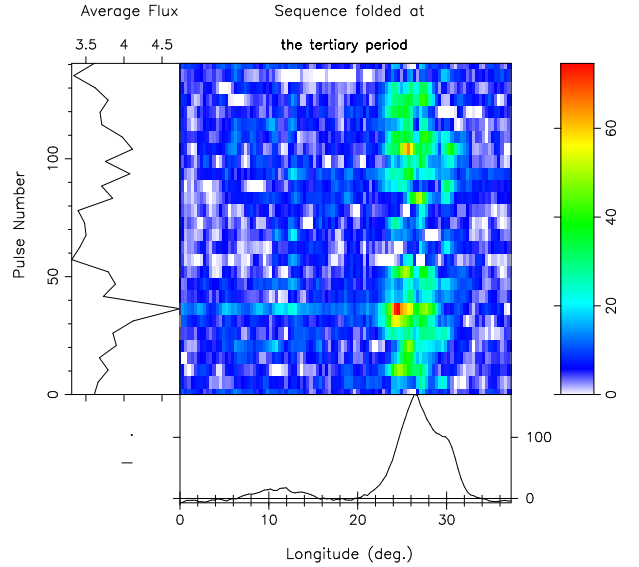 Average Flux
Sequence folded at
3.5 4 4.5
the tertiary period
Pulse Number
0 50 100
0 20 40 60
100
0
0 10 20 30
Longitude (deg.)